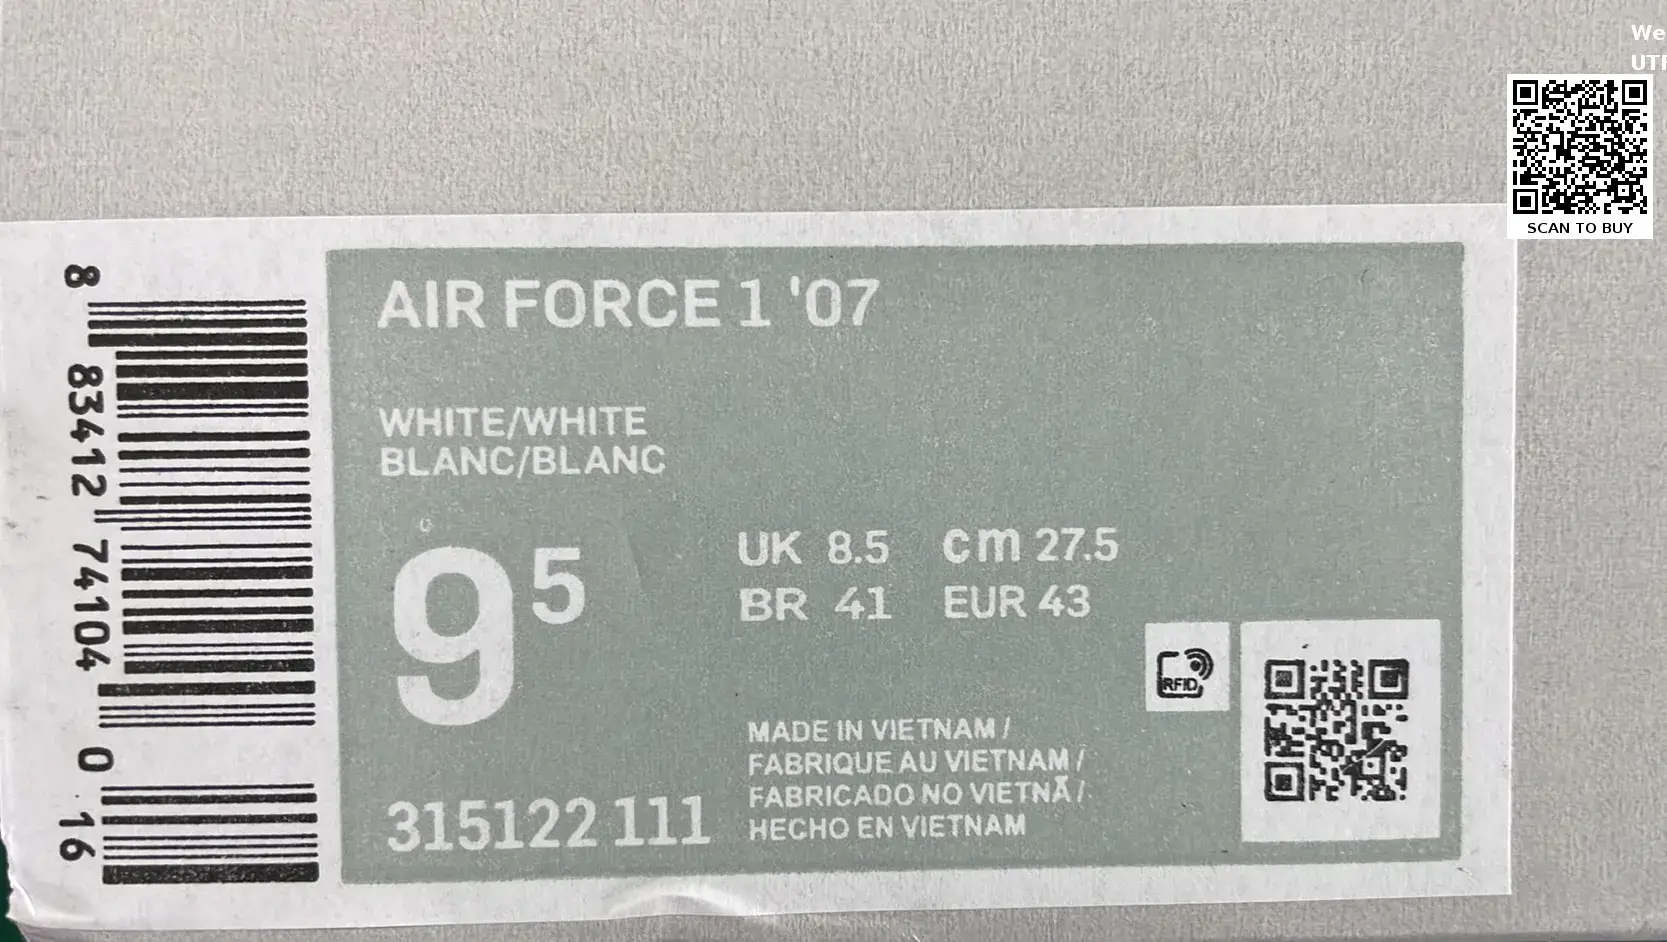 We
UTF
SCAN TO BUY
AIR FORCE 1 '07
WHITE/WHITE
BLANC/BLANC
9 5
UK 8.5 cm 27.5
BR 41 EUR 43
RFID
MADE IN VIETNAM /
FABRIQUE AU VIETNAM /
FABRICADO NO VIETNÃ /
HECHO EN VIETNAM
315122 111
8 83412 74104 0 16